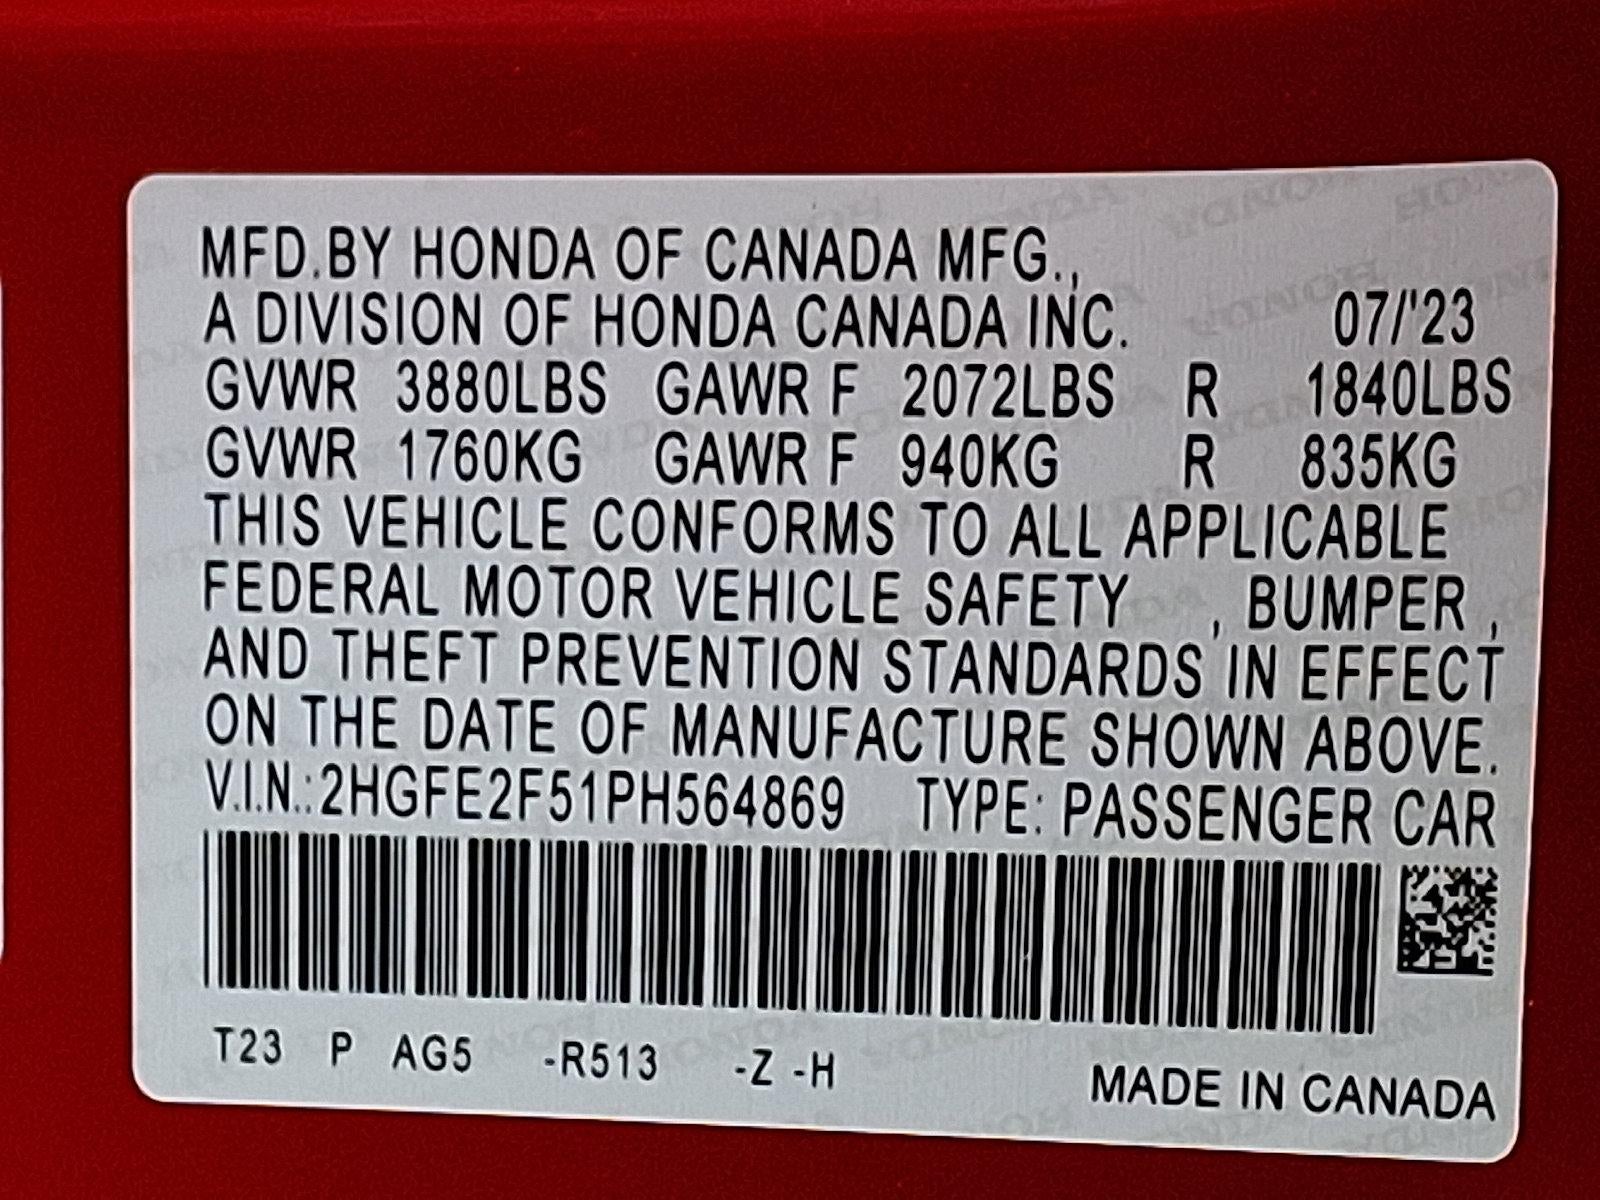 MFD.BY HONDA OF CANADA MFG.,
A DIVISION OF HONDA CANADA INC. 07/'23
GVWR 3880LBS GAWR F 2072LBS R 1840LBS
GVWR 1760KG GAWR F 940KG R 835KG
THIS VEHICLE CONFORMS TO ALL APPLICABLE
FEDERAL MOTOR VEHICLE SAFETY , BUMPER ,
AND THEFT PREVENTION STANDARDS IN EFFECT
ON THE DATE OF MANUFACTURE SHOWN ABOVE.
V.I.N.:2HGFE2F51PH564869 TYPE: PASSENGER CAR
T23 P AG5 -R513 -Z -H
MADE IN CANADA